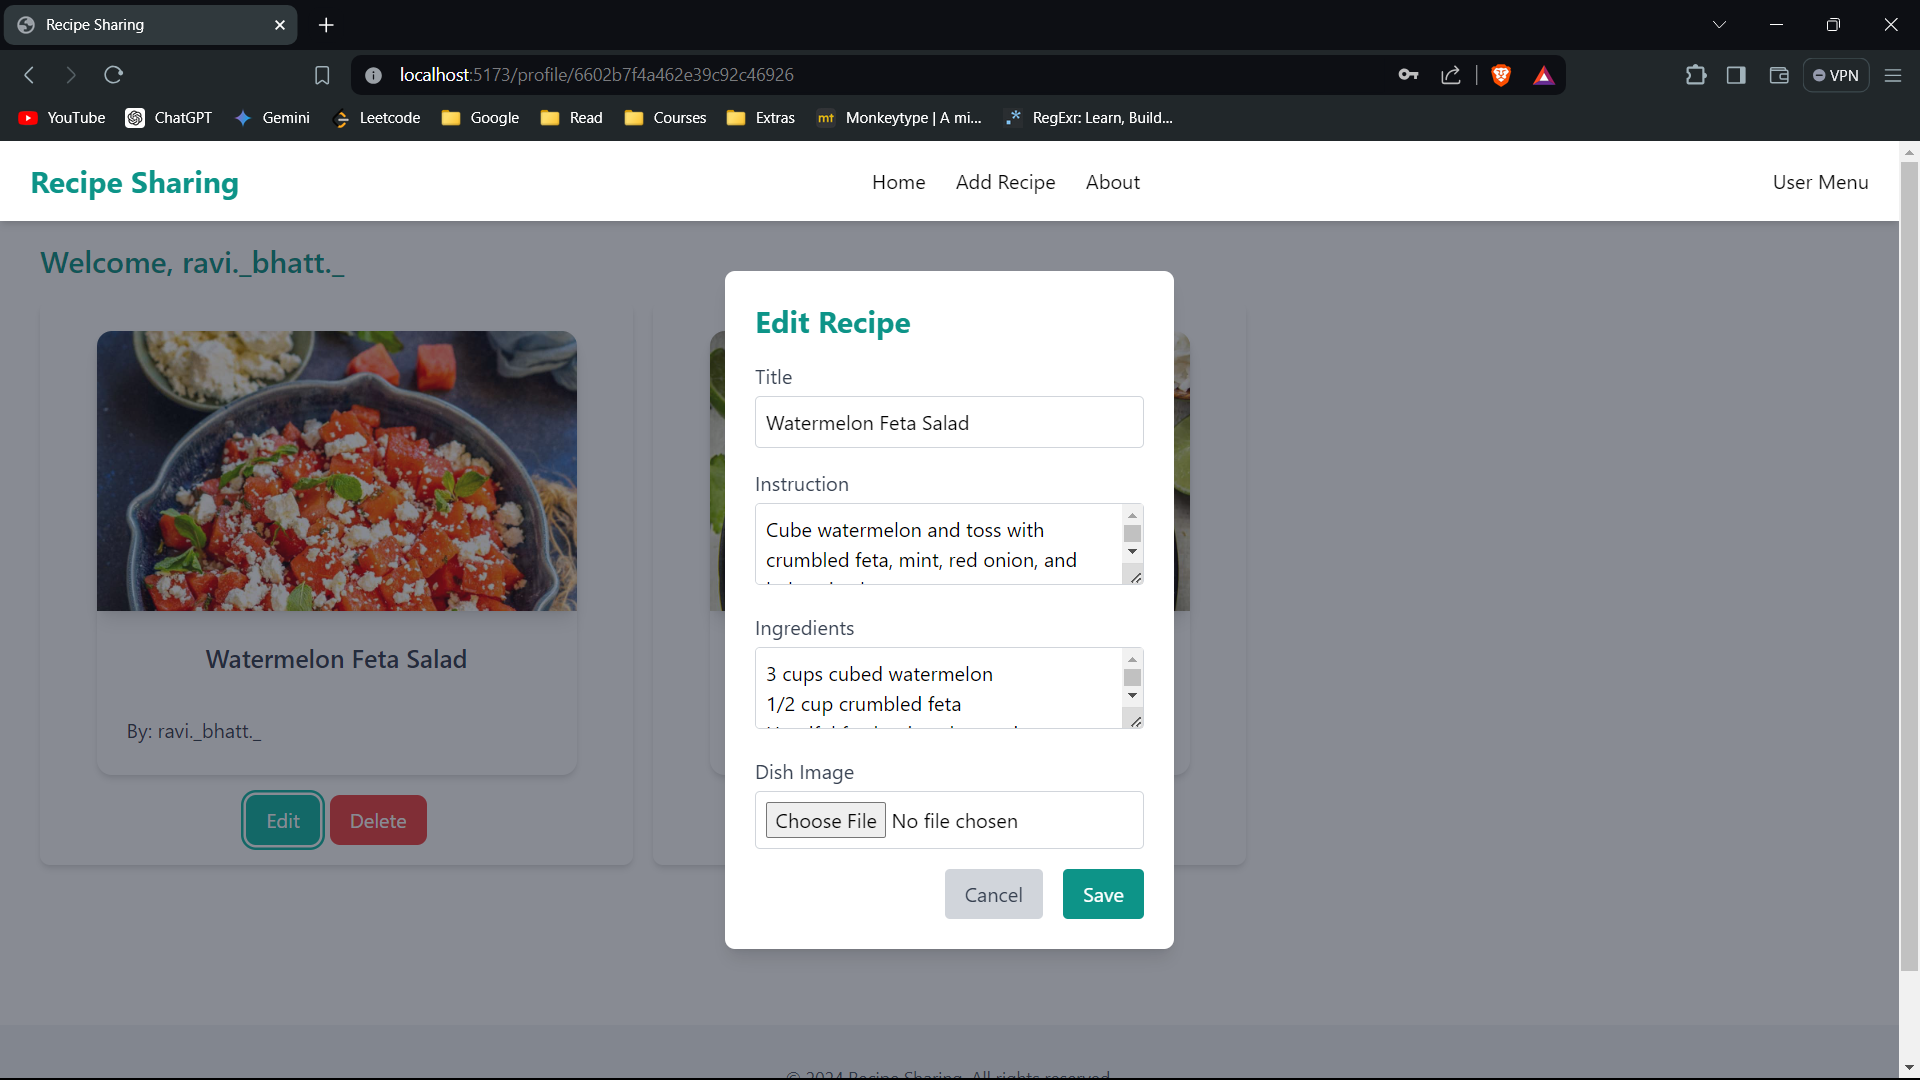 Recipe Sharing
localhost:5173/profile/6602b7f4a462e39c92c46926
VPN
YouTube
ChatGPT
Gemini
Leetcode
Google
Read
Courses
Extras
mt
Monkeytype | A mi...
RegExr: Learn, Build...
Recipe Sharing
Home
Add Recipe
About
User Menu
Welcome, ravi._bhatt._
Watermelon Feta Salad
By: ravi._bhatt._
Edit
Delete
Edit Recipe
Title
Watermelon Feta Salad
Instruction
Cube watermelon and toss with
crumbled feta, mint, red onion, and
Ingredients
3 cups cubed watermelon
1/2 cup crumbled feta
Dish Image
Choose File No file chosen
Cancel
Save
© 2024 Recipe Sharing. All rights reserved.